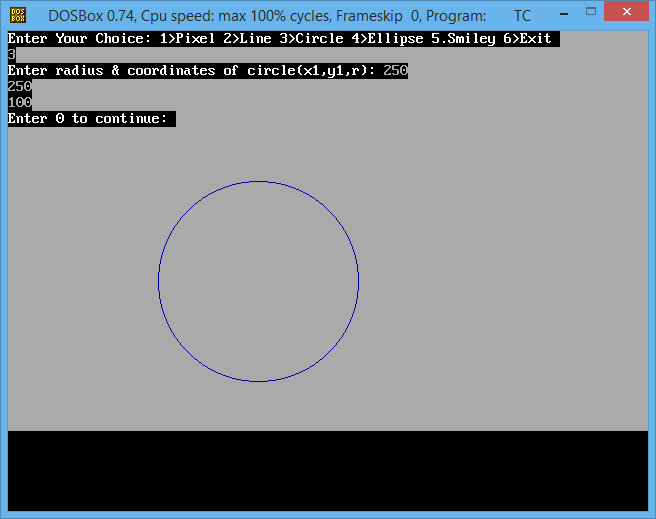 DOSBox 0.74, Cpu speed: max 100% cycles, Frameskip 0, Program: TC
Enter Your Choice: 1>Pixel 2>Line 3>Circle 4>Ellipse 5.Smiley 6>Exit
3
Enter radius & coordinates of circle(x1,y1,r): 250
250
100
Enter 0 to continue: